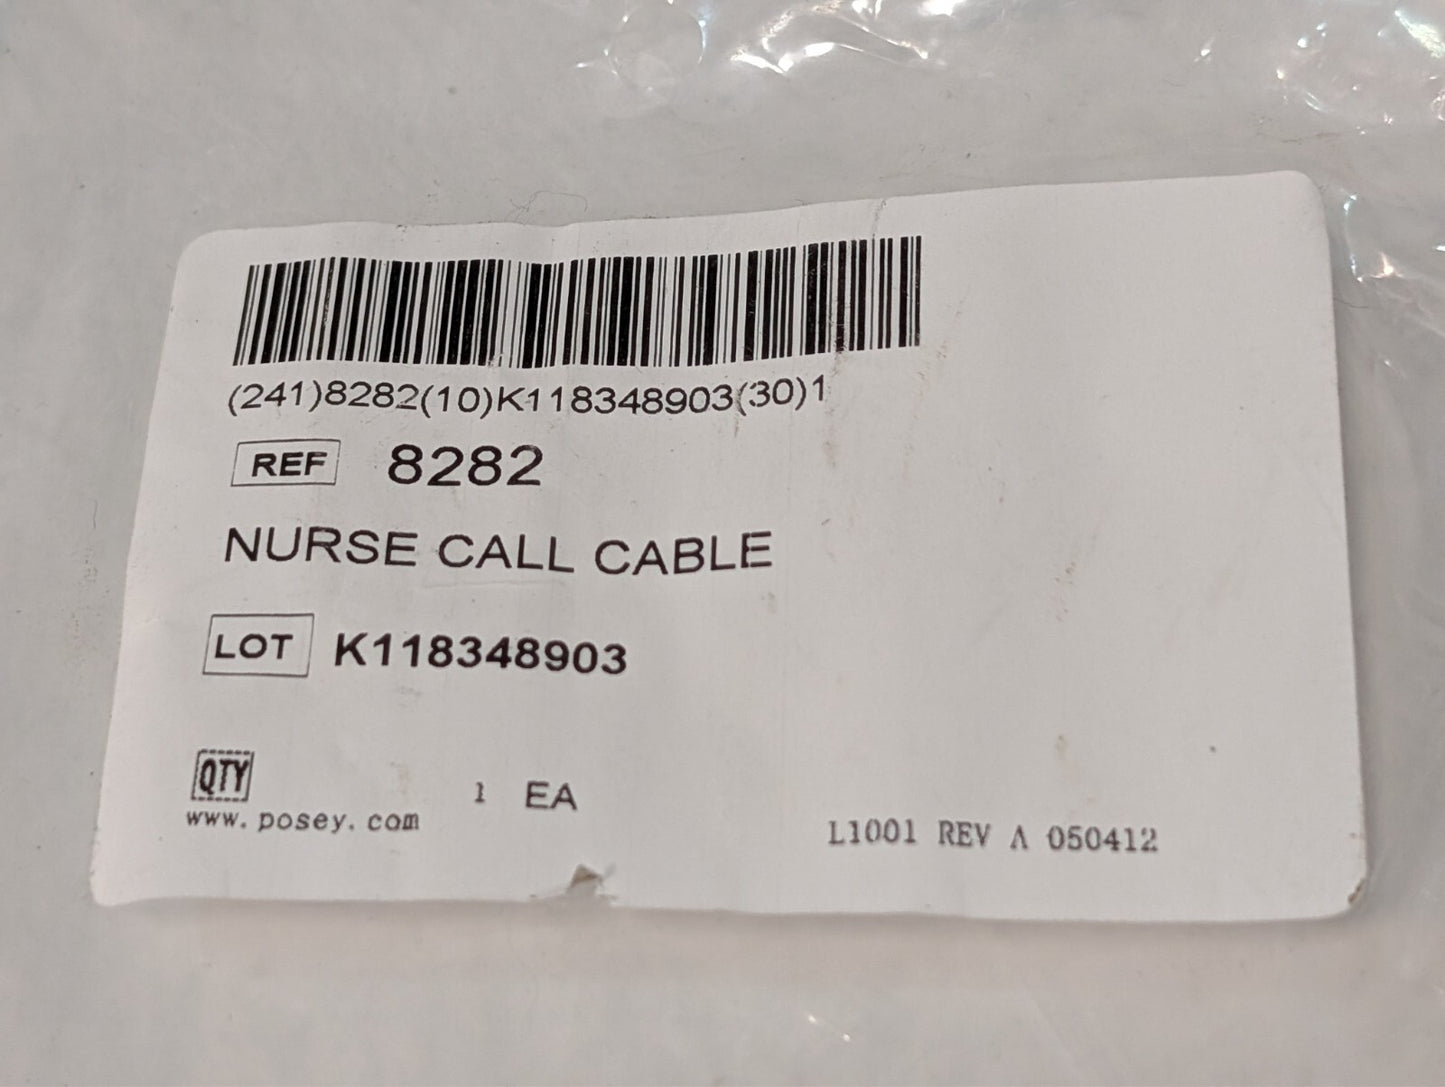 (241)8282(10)K118348903(30)1
REF 8282
NURSE CALL CABLE
LOT K118348903
QTY 1 EA
www.posey.com
L1001 REV A 050412